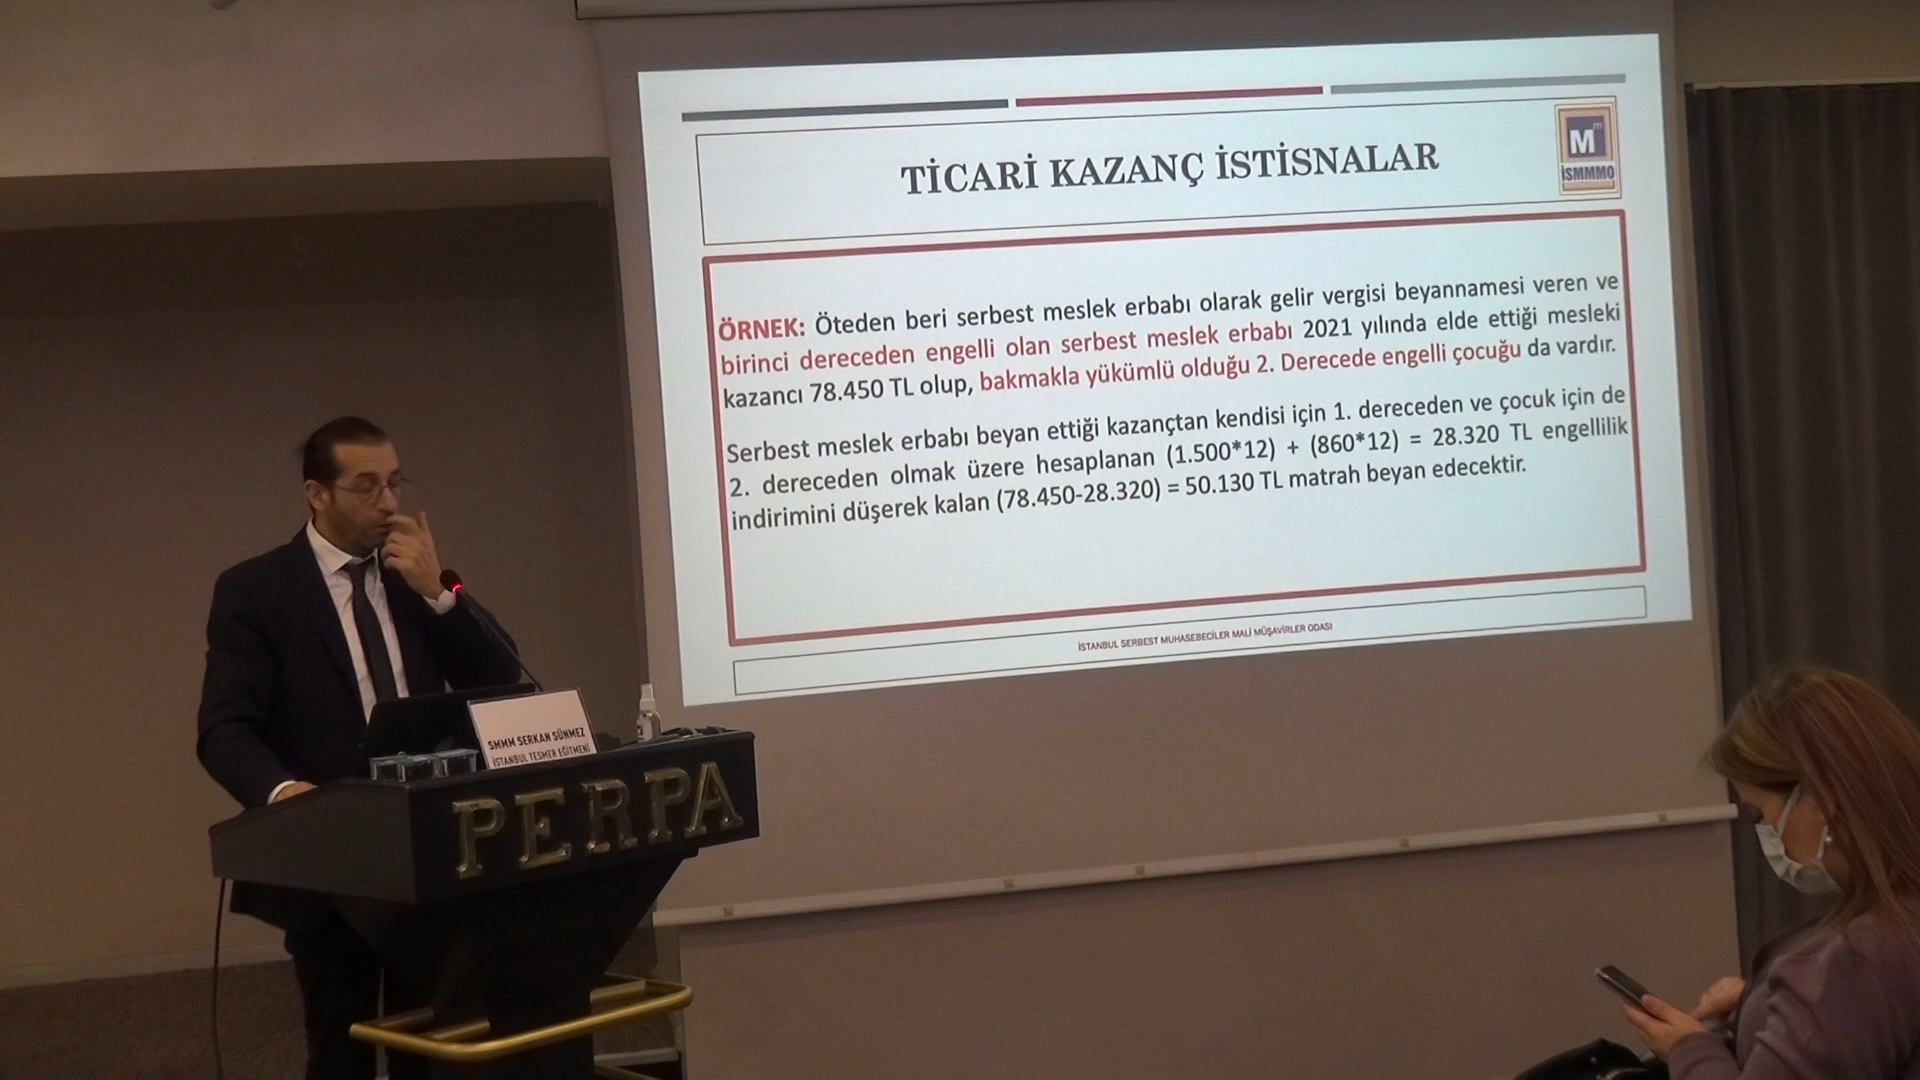 TİCARİ KAZANÇ İSTİSNALAR
Mm
İSMMMO
ÖRNEK: Öteden beri serbest meslek erbabı olarak gelir vergisi beyannamesi veren ve
birinci dereceden engelli olan serbest meslek erbabı 2021 yılında elde ettiği mesleki
kazancı 78.450 TL olup, bakmakla yükümlü olduğu 2. Derecede engelli çocuğu da vardır.
Serbest meslek erbabı beyan ettiği kazançtan kendisi için 1. dereceden ve çocuk için de
2. dereceden olmak üzere hesaplanan (1.500*12) + (860*12) = 28.320 TL engellilik
indirimini düşerek kalan (78.450-28.320) = 50.130 TL matrah beyan edecektir.
İSTANBUL SERBEST MUHASEBECİLER MALİ MÜŞAVİRLER ODASI
SMMM SERKAN SÜNMEZ
İSTANBUL TESMER EĞİTMENİ
PERPA